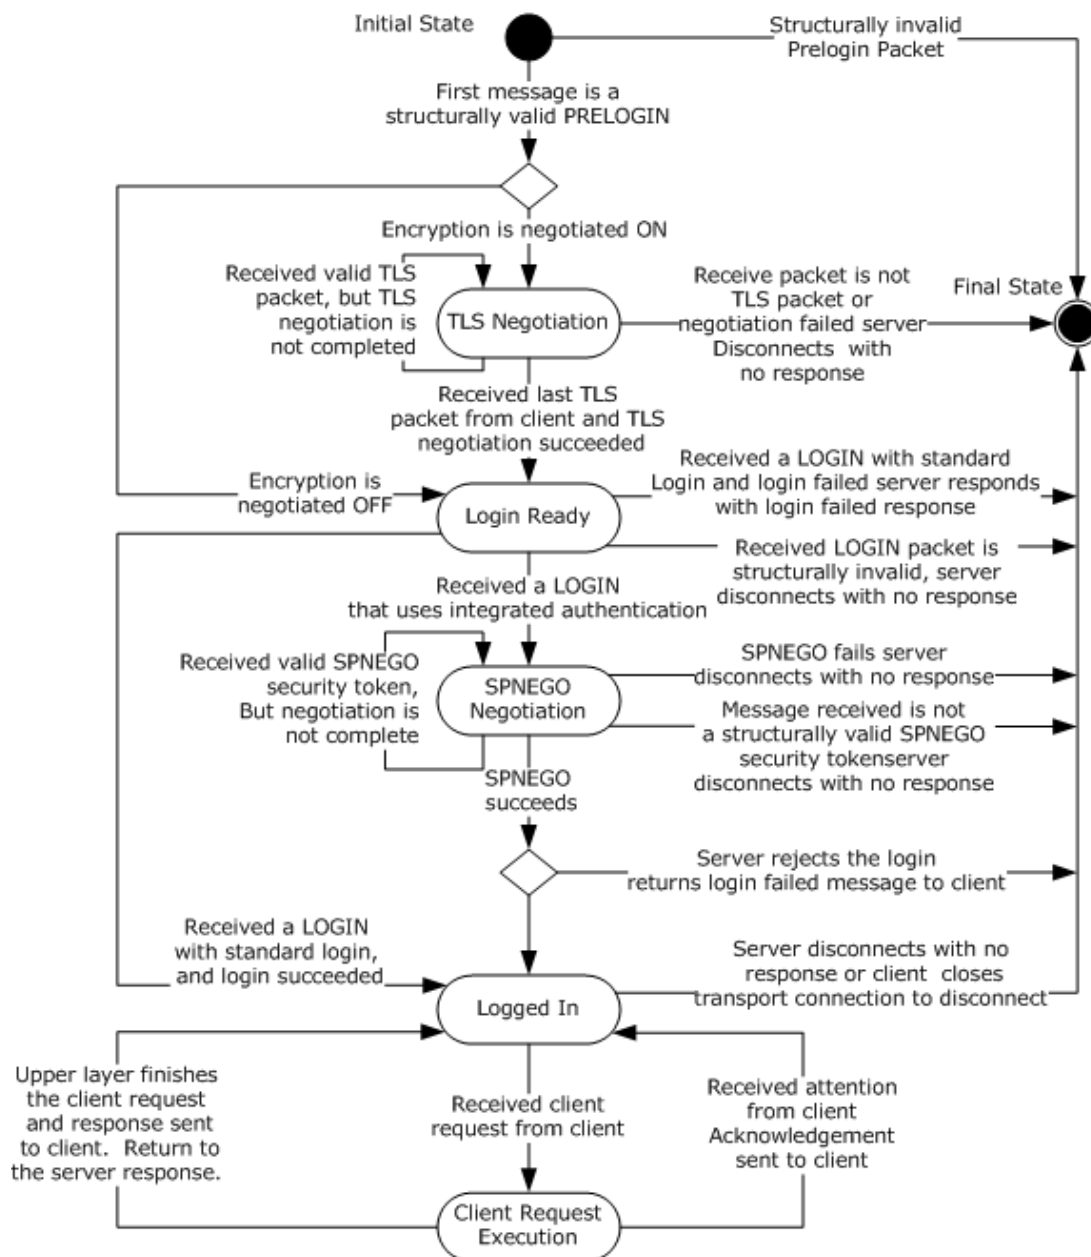 Initial State
Structurally invalid
Prelogin Packet
First message is a
structurally valid PRELOGIN
Encryption is negotiated ON
Received valid TLS
packet, but TLS
negotiation is
not completed
TLS Negotiation
Receive packet is not
TLS packet or
negotiation failed server
Disconnects with
no response
Final State
Received last TLS
packet from client and TLS
negotiation succeeded
Encryption is
negotiated OFF
Login Ready
Received a LOGIN with standard
Login and login failed server responds
with login failed response
Received LOGIN packet is
structurally invalid, server
disconnects with no response
Received a LOGIN
that uses integrated authentication
Received valid SPNEGO
security token,
But negotiation is
not complete
SPNEGO
Negotiation
SPNEGO fails server
disconnects with no response
Message received is not
a structurally valid SPNEGO
security tokenserver
disconnects with no response
SPNEGO
succeeds
Server rejects the login
returns login failed message to client
Received a LOGIN
with standard login,
and login succeeded
Logged In
Server disconnects with no
response or client closes
transport connection to disconnect
Upper layer finishes
the client request
and response sent
to client. Return to
the server response.
Received client
request from client
Received attention
from client
Acknowledgement
sent to client
Client Request
Execution